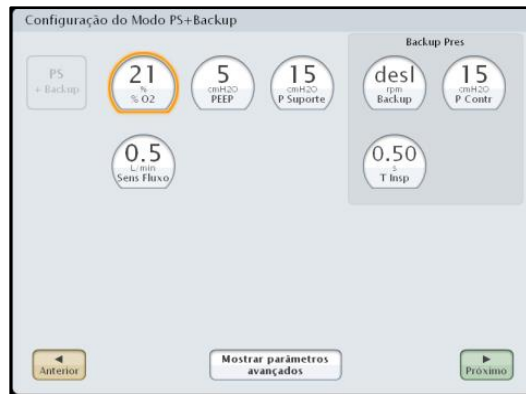 Configuração do Modo PS+Backup
Backup Pres
PS
+ Backup
21
%
% O2
5
cmH2O
PEEP
15
cmH2O
P Suporte
desl
rpm
Backup
15
cmH2O
P Contr
0.5
L/min
Sens Fluxo
0.50
s
T Insp
Anterior
Mostrar parâmetros
avançados
Próximo